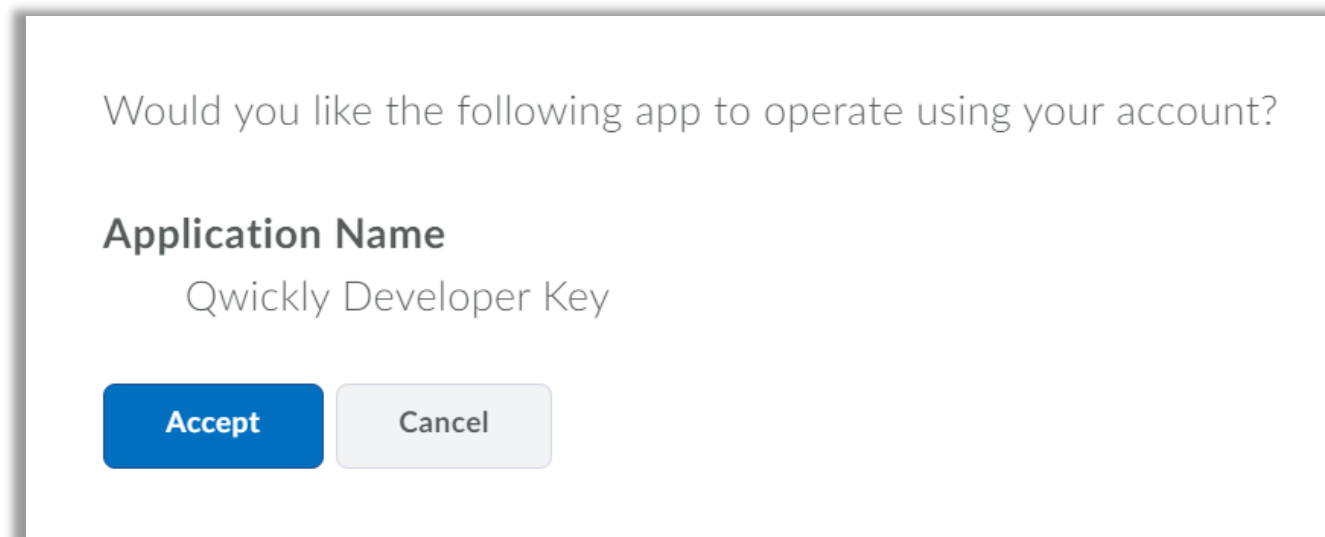 Would you like the following app to operate using your account?
Application Name
Qwickly Developer Key
Accept Cancel